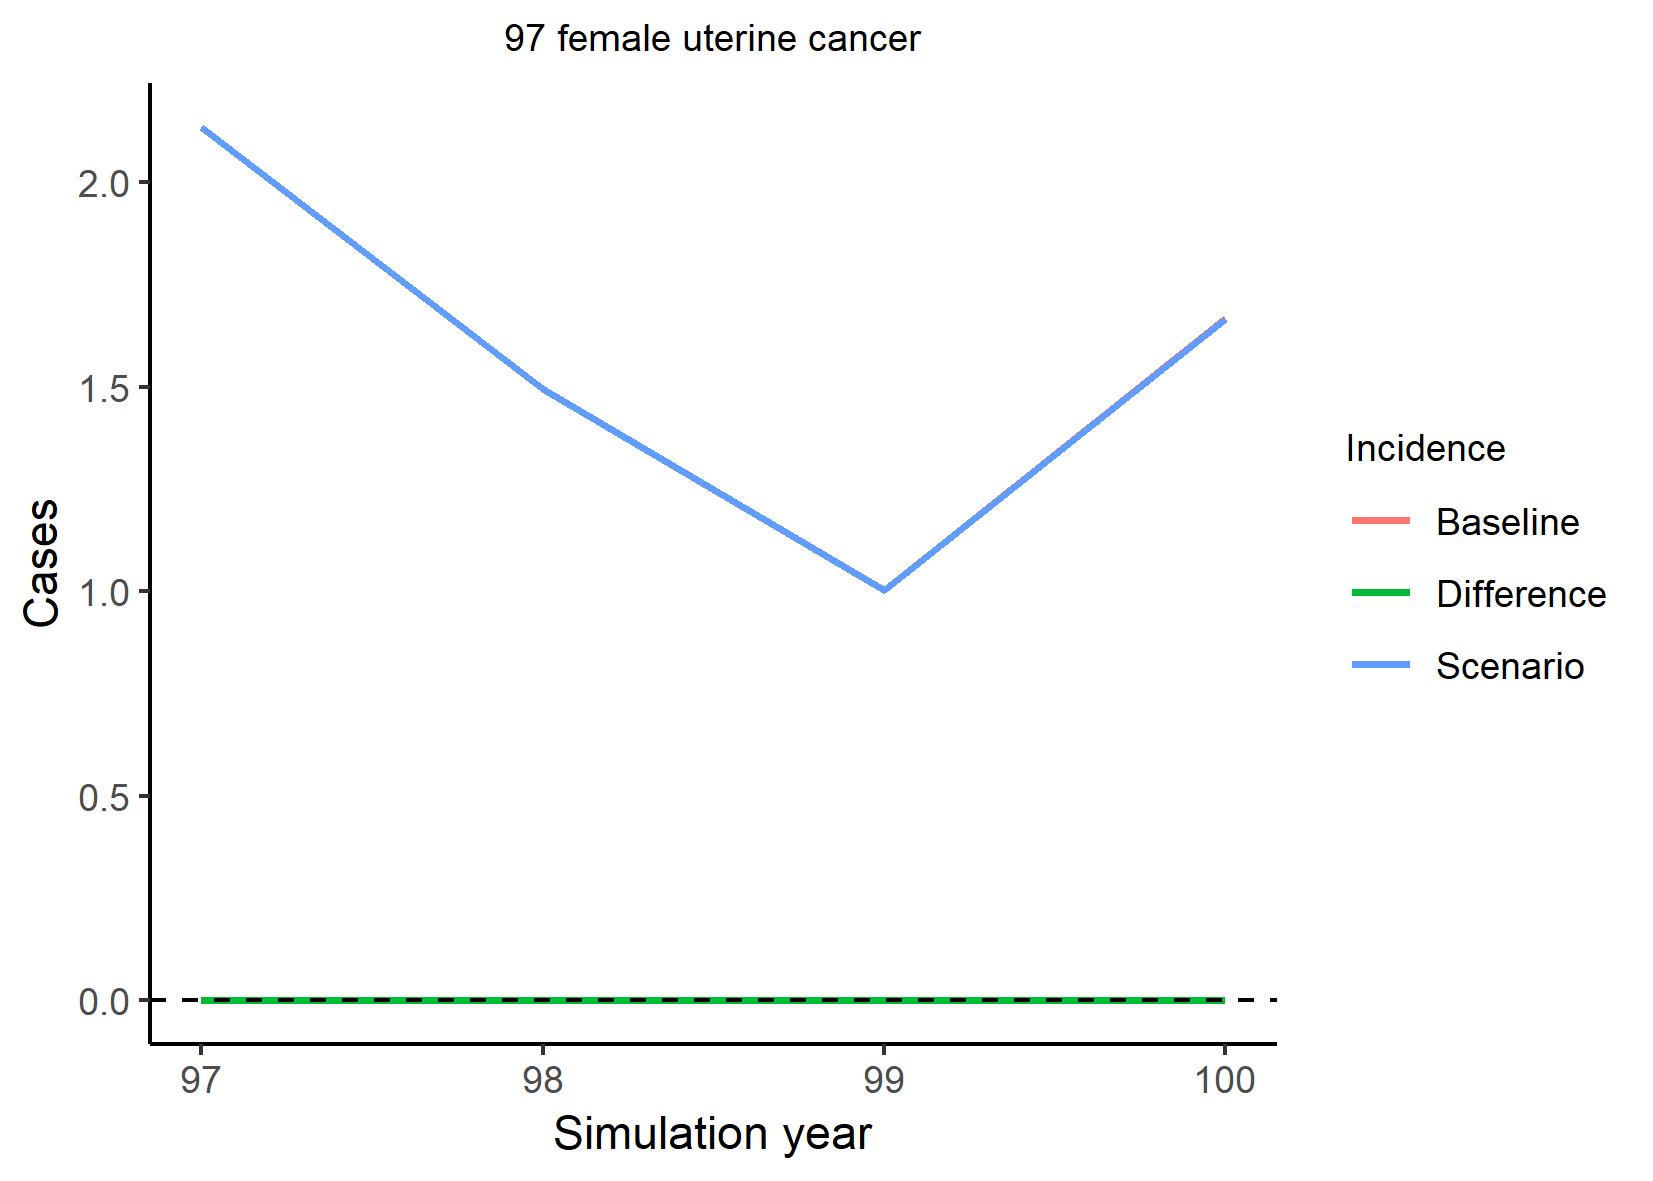 97 female uterine cancer
2.0
1.5
1.0
0.5
0.0
Cases
97 98 99 100
Simulation year
Incidence
Baseline
Difference
Scenario